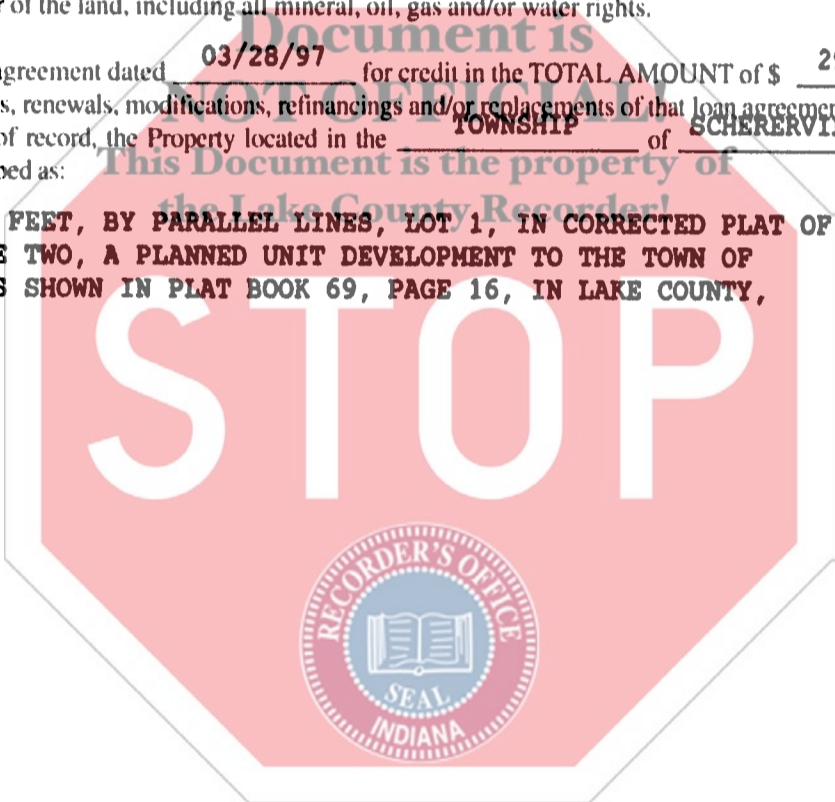 of the land, including all mineral, oil, gas and/or water rights.
Document is
greement dated 03/28/97 for credit in the TOTAL AMOUNT of $ 2
NOT OFFICIAL!
s, renewals, modifications, refinancings and/or replacements of that loan agreemen
of record, the Property located in the TOWNSHIP of SCHERERVI
This Document is the property of
bed as:
the Lake County Recorder!
FEET, BY PARALLEL LINES, LOT 1, IN CORRECTED PLAT OF
E TWO, A PLANNED UNIT DEVELOPMENT TO THE TOWN OF
S SHOWN IN PLAT BOOK 69, PAGE 16, IN LAKE COUNTY,
STOP
RECORDER'S OFFICE
SEAL
INDIANA